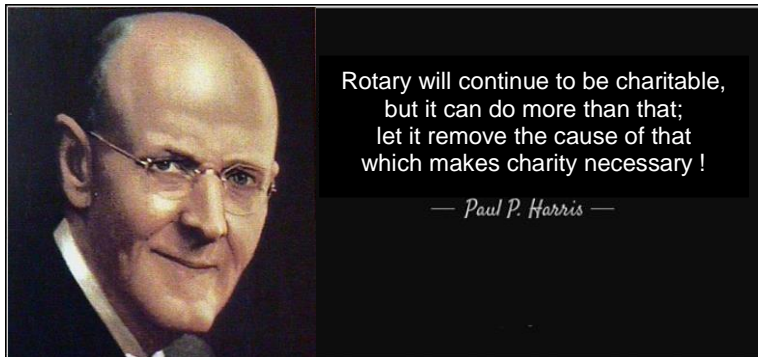 Rotary will continue to be charitable,
but it can do more than that;
let it remove the cause of that
which makes charity necessary !
— Paul P. Harris —